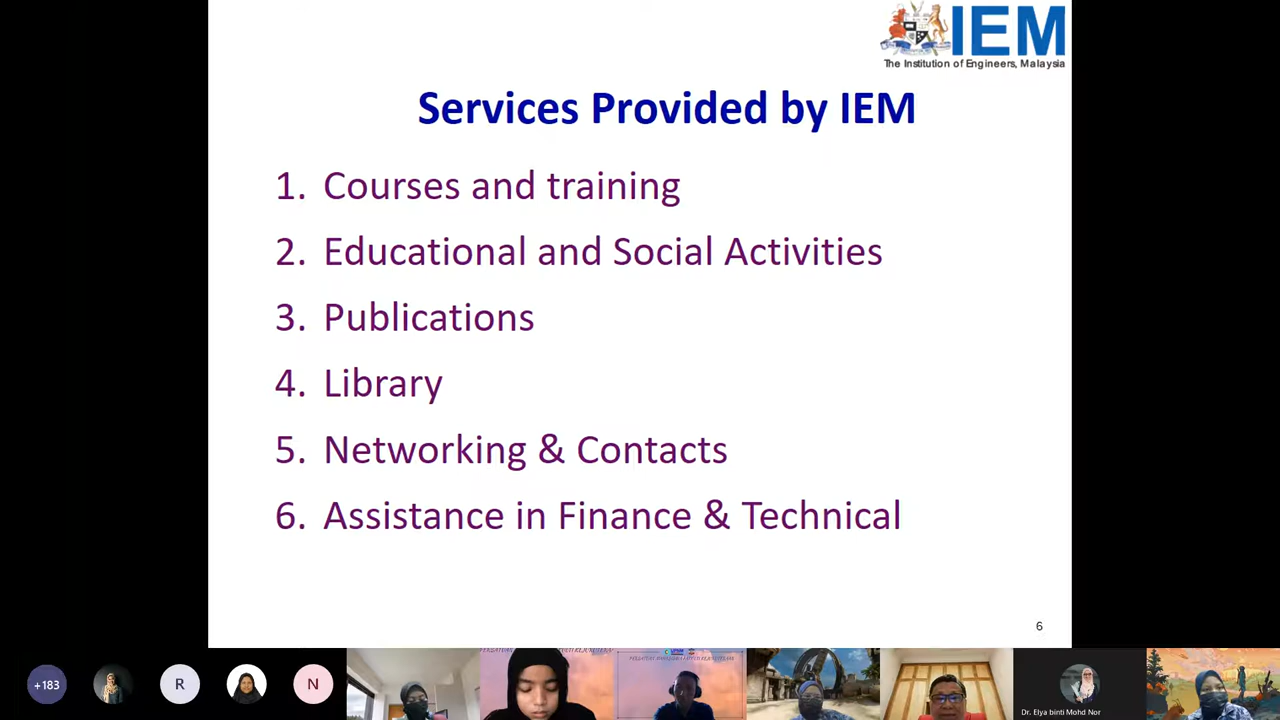 IEM
The Institution of Engineers, Malaysia
Services Provided by IEM
1. Courses and training
2. Educational and Social Activities
3. Publications
4. Library
5. Networking & Contacts
6. Assistance in Finance & Technical
6
+183
R
N
Dr. Elya binti Mohd Nor